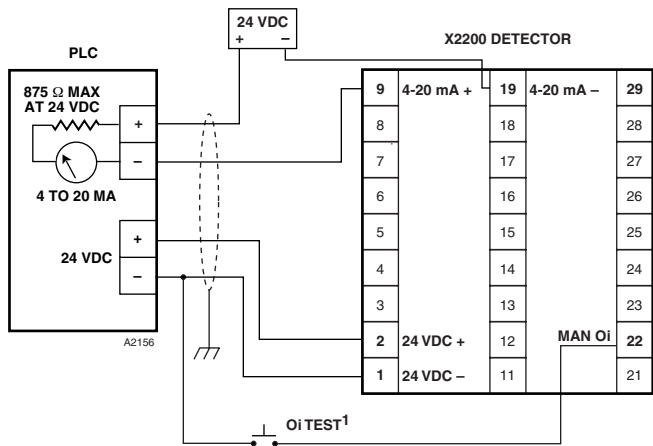 24 VDC
+ –
PLC
X2200 DETECTOR
875 Ω MAX
AT 24 VDC
+
–
4 TO 20 MA
24 VDC
+
–
A2156
9 4-20 mA + 19 4-20 mA – 29
8 18 28
7 17 27
6 16 26
5 15 25
4 14 24
3 13 23
2 24 VDC + 12 MAN Oi 22
1 24 VDC – 11 21
Oi TEST1